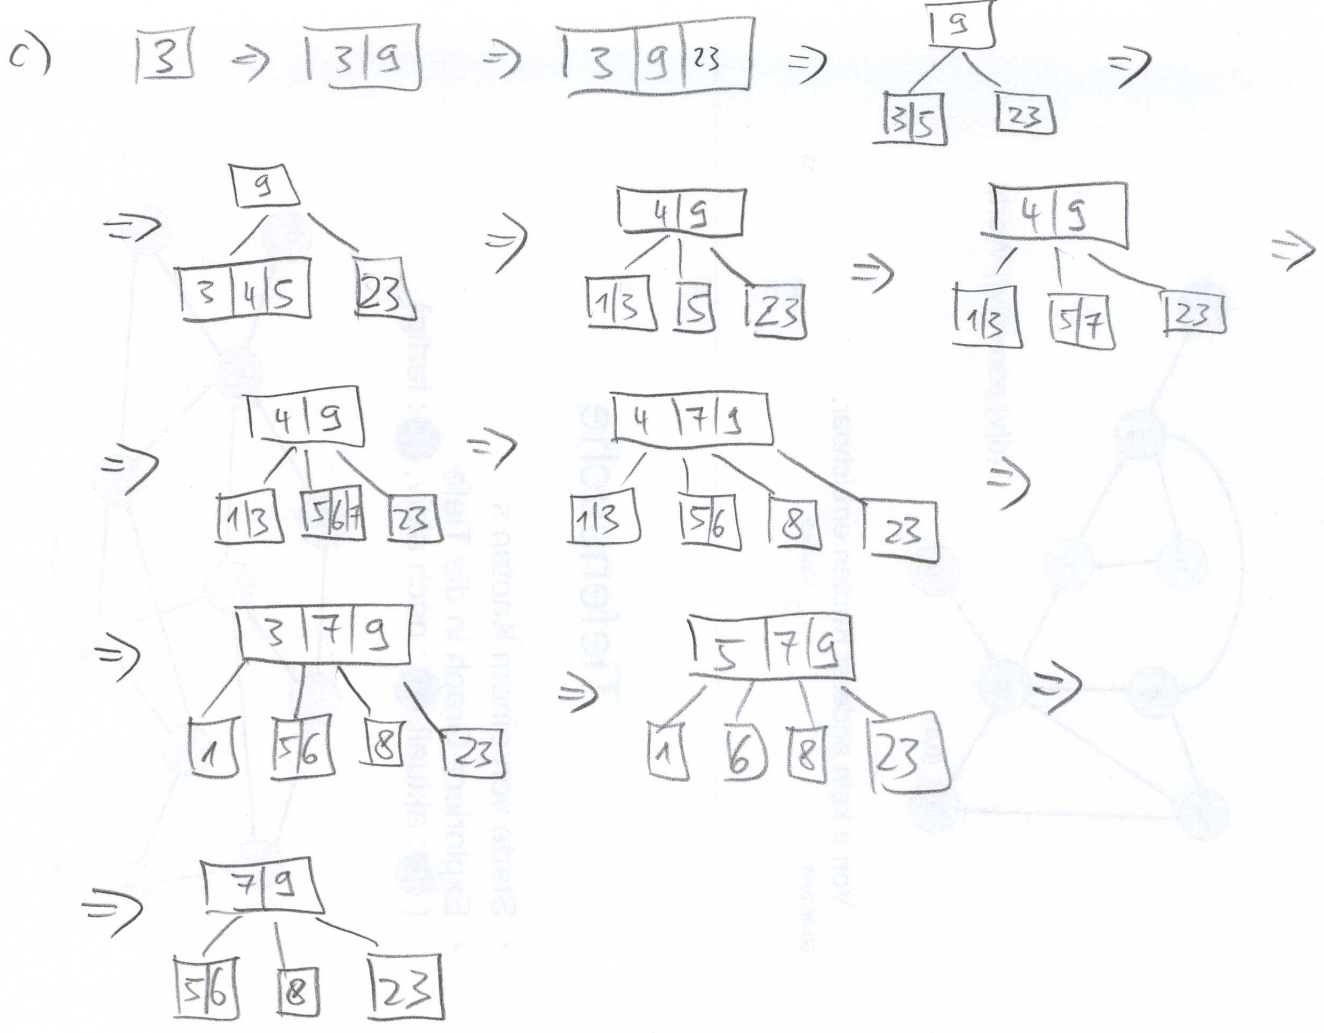 c) 3 ⇒ 3|9 ⇒ 3|9|23 ⇒ 9 ⇒
3|5 23
⇒ 9 ⇒ 4|9 ⇒ 4|9 ⇒
3|4|5 23 1|3 5 23 1|3 5|7 23
⇒ 4|9 ⇒ 4|7|9 ⇒
1|3 5|6|7 23 1|3 5|6 8 23
⇒ 3|7|9 ⇒ 5|7|9 ⇒
1 5|6 8 23 1 6 8 23
⇒ 7|9
5|6 8 23